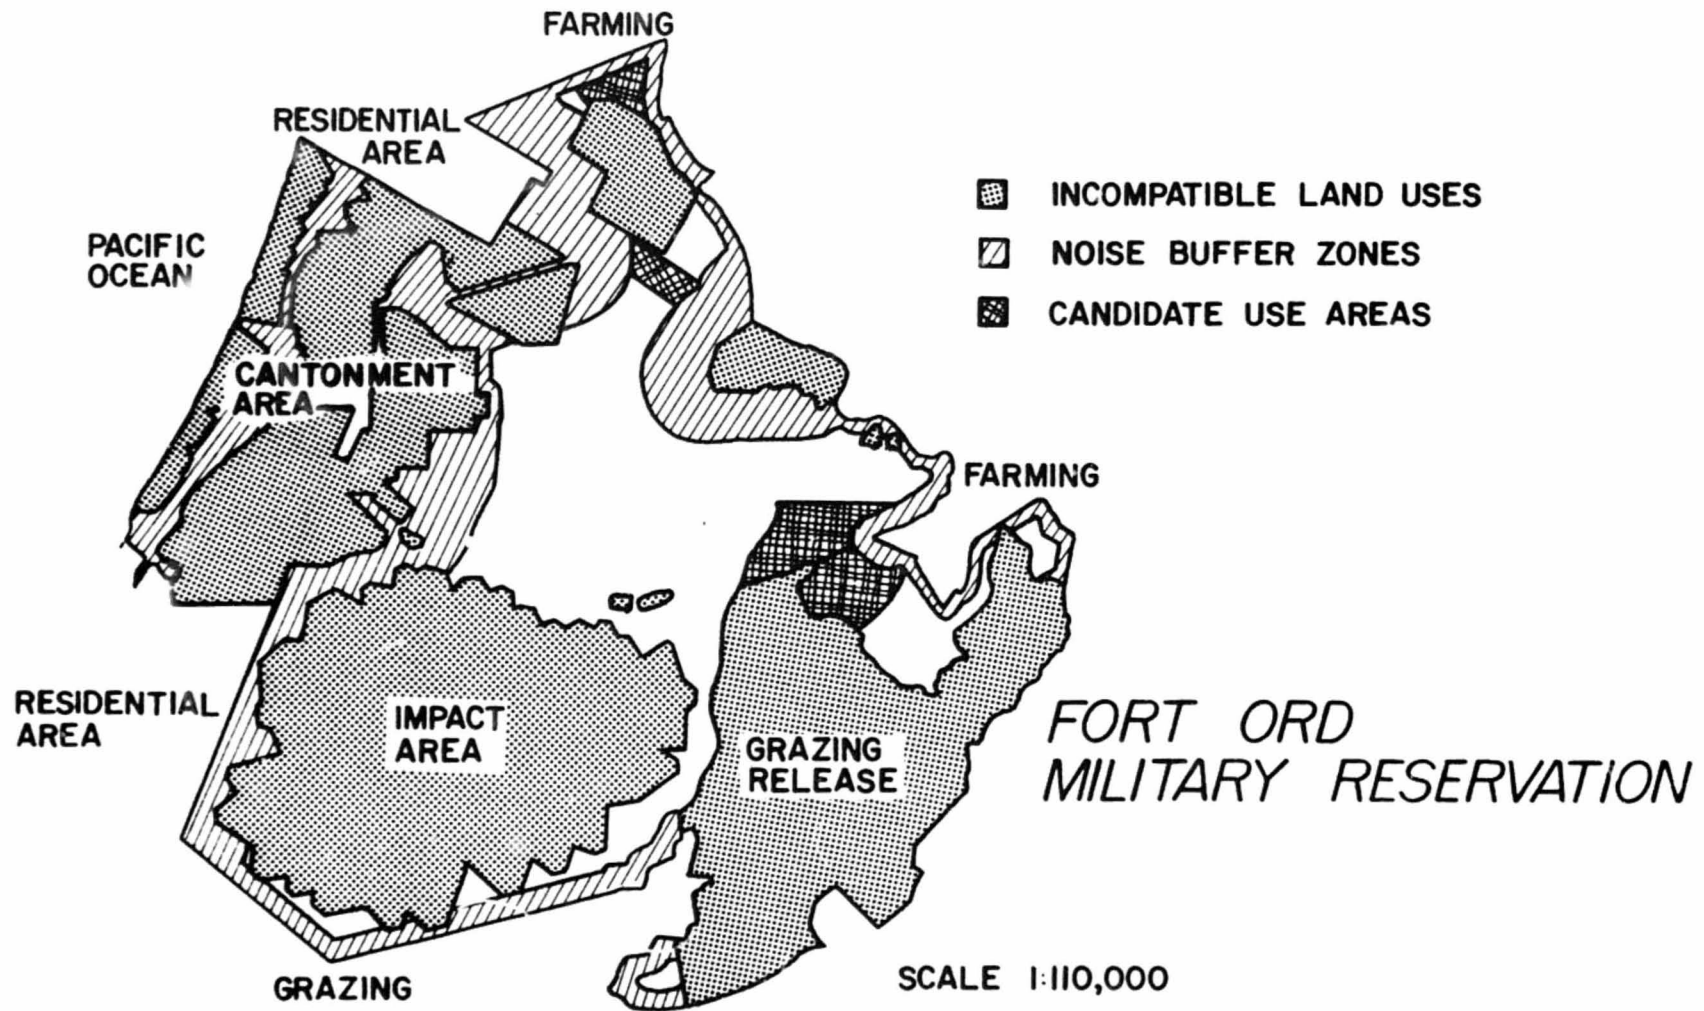 FARMING
RESIDENTIAL
AREA
PACIFIC
OCEAN
INCOMPATIBLE LAND USES
NOISE BUFFER ZONES
CANDIDATE USE AREAS
CANTONMENT
AREA
FARMING
RESIDENTIAL
AREA
IMPACT
AREA
GRAZING
RELEASE
FORT ORD
MILITARY RESERVATION
GRAZING
SCALE 1:110,000